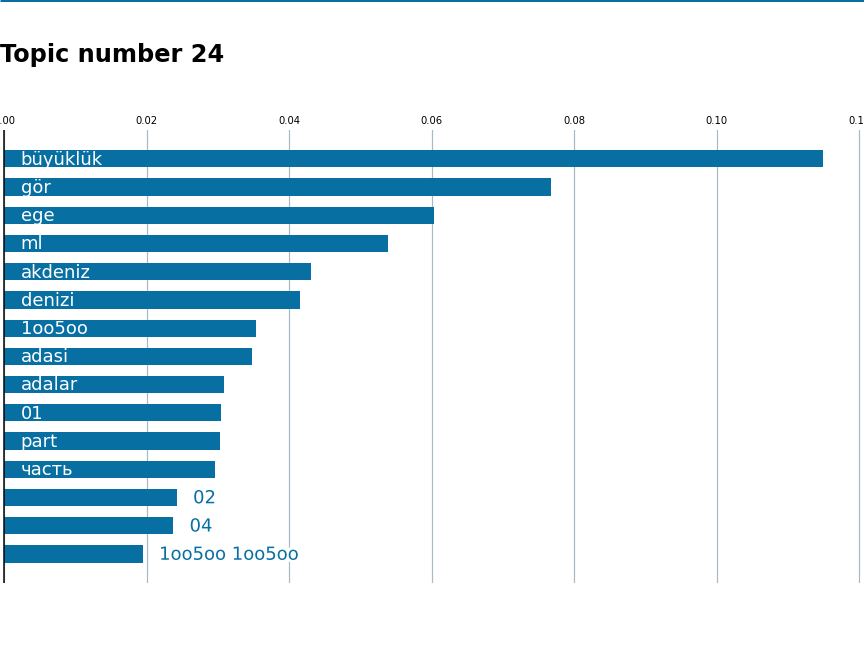 Topic number 24
.00 0.02 0.04 0.06 0.08 0.10 0.1
büyüklük
gör
ege
ml
akdeniz
denizi
1oo5oo
adasi
adalar
01
part
часть
02
04
1oo5oo 1oo5oo